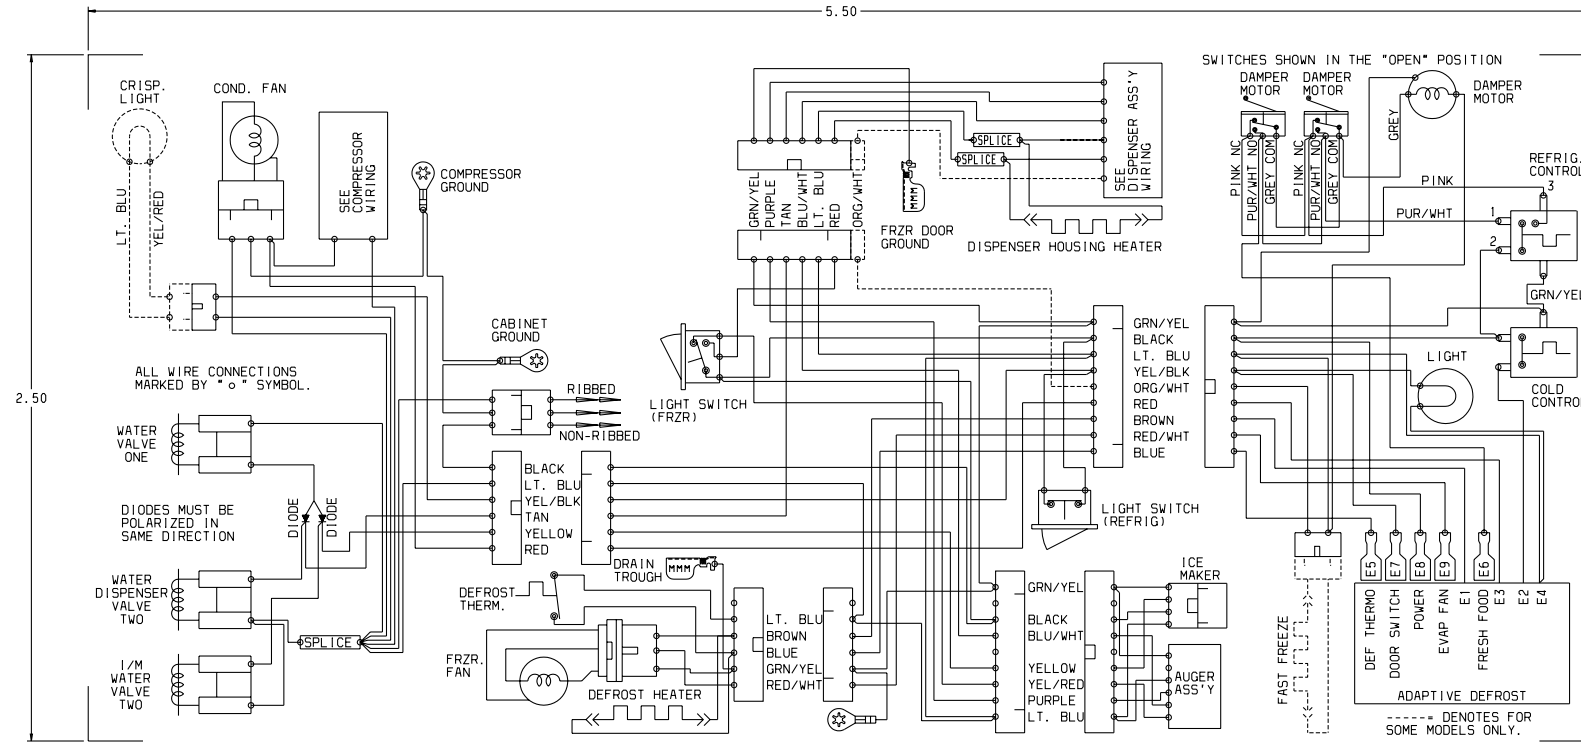 5.50
2.50
CRISP.
LIGHT
COND. FAN
SEE
COMPRESSOR
WIRING
COMPRESSOR
GROUND
LT. BLU
YEL/RED
CABINET
GROUND
ALL WIRE CONNECTIONS
MARKED BY "o" SYMBOL.
RIBBED
NON-RIBBED
WATER
VALVE
ONE
DIODES MUST BE
POLARIZED IN
SAME DIRECTION
DIODE
DIODE
WATER
DISPENSER
VALVE
TWO
I/M
WATER
VALVE
TWO
SPLICE
BLACK
LT. BLU
YEL/BLK
TAN
YELLOW
RED
GRN/YEL
PURPLE
TAN
BLU/WHT
LT. BLU
RED
ORG/WHT
SPLICE
SPLICE
SEE
DISPENSER ASS'Y
WIRING
FRZR DOOR
GROUND
DISPENSER HOUSING HEATER
LIGHT SWITCH
(FRZR)
DRAIN
TROUGH
DEFROST
THERM.
FRZR.
FAN
DEFROST HEATER
LT. BLU
BROWN
BLUE
GRN/YEL
RED/WHT
GRN/YEL
BLACK
LT. BLU
YEL/BLK
ORG/WHT
RED
BROWN
RED/WHT
BLUE
LIGHT SWITCH
(REFRIG)
GRN/YEL
BLACK
BLU/WHT
YELLOW
YEL/RED
PURPLE
LT. BLU
ICE
MAKER
AUGER
ASS'Y
SWITCHES SHOWN IN THE "OPEN" POSITION
DAMPER
MOTOR
DAMPER
MOTOR
DAMPER
MOTOR
PINK NC
PUR/WHT NO
GREY COM
PINK NC
PUR/WHT NO
GREY COM
GREY
PINK
PUR/WHT
REFRIG.
CONTROL
3
1
2
GRN/YEL
COLD
CONTROL
LIGHT
FAST FREEZE
E5
E7
E8
E9
E6
DEF THERMO
DOOR SWITCH
POWER
EVAP FAN
E1
FRESH FOOD
E3
E2
E4
ADAPTIVE DEFROST
------= DENOTES FOR
SOME MODELS ONLY.